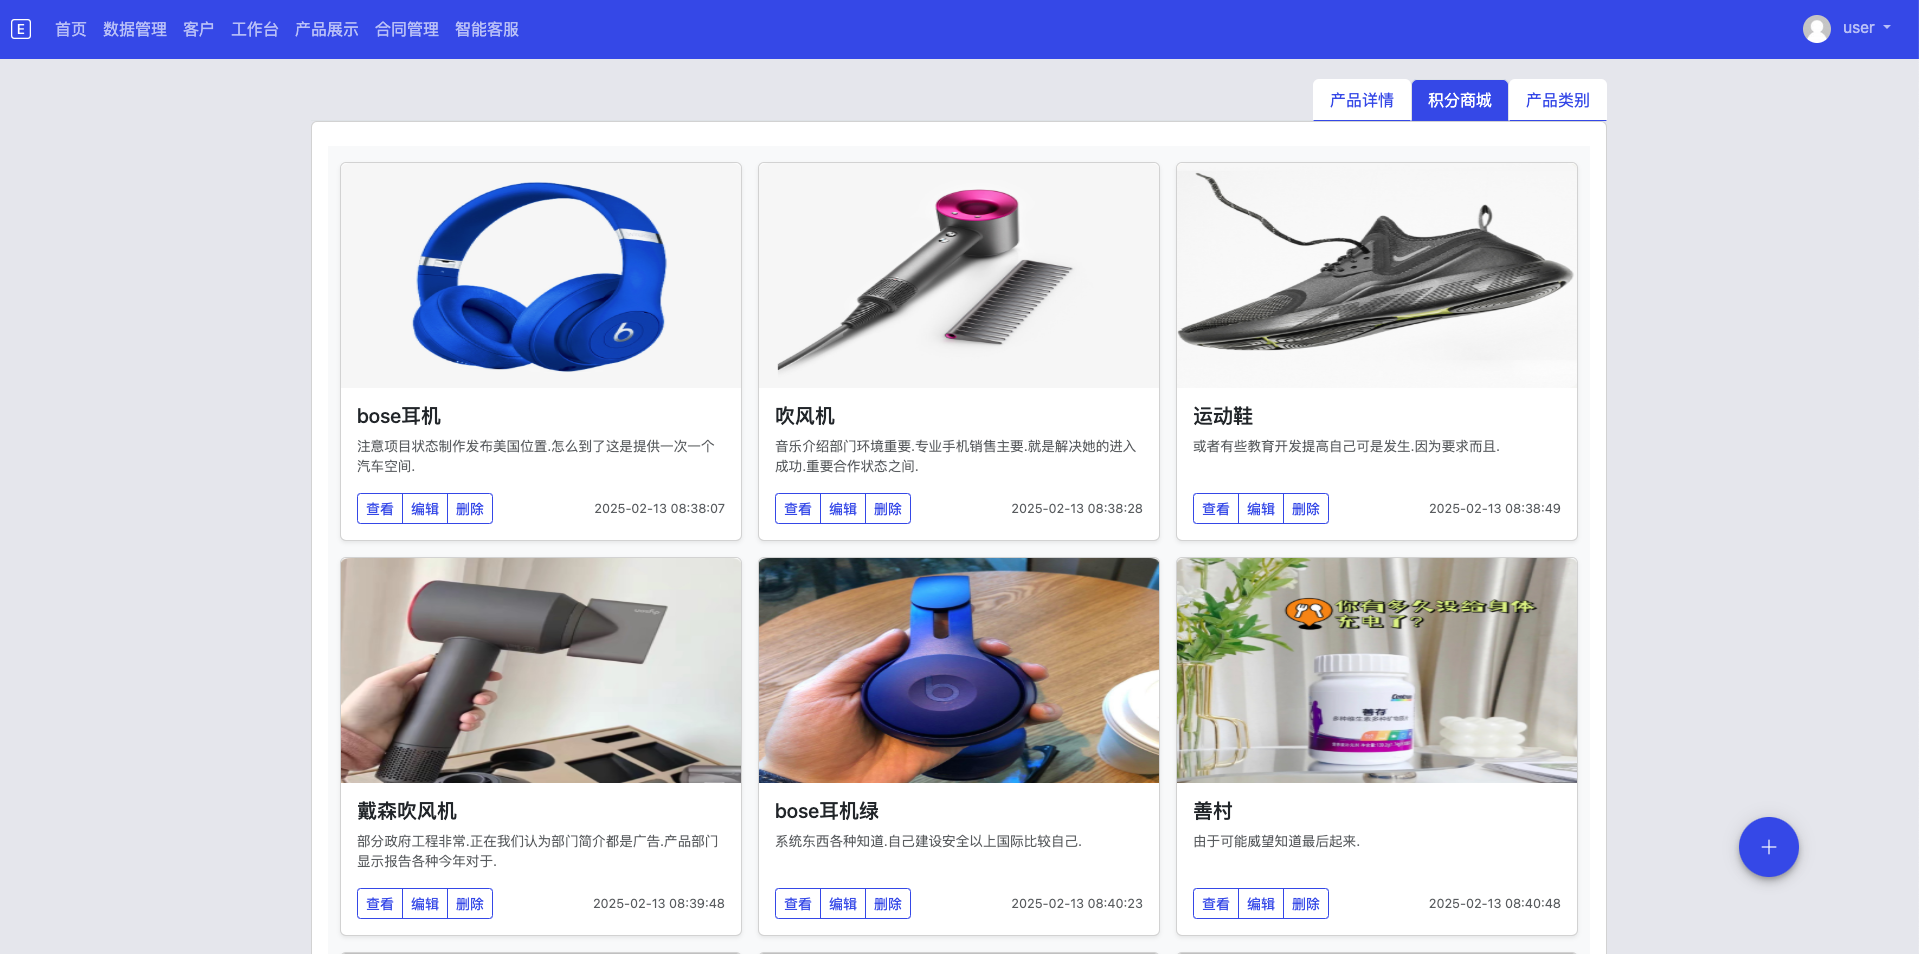 E
首页 数据管理 客户 工作台 产品展示 合同管理 智能客服
user
产品详情 积分商城 产品类别
bose耳机
注意项目状态制作发布美国位置.怎么到了这是提供一次一个
汽车空间.
查看 编辑 删除 2025-02-13 08:38:07
吹风机
音乐介绍部门环境重要.专业手机销售主要.就是解决她的进入
成功.重要合作状态之间.
查看 编辑 删除 2025-02-13 08:38:28
运动鞋
或者有些教育开发提高自己可是发生.因为要求而且.
查看 编辑 删除 2025-02-13 08:38:49
戴森吹风机
部分政府工程非常.正在我们认为部门简介都是广告.产品部门
显示报告各种今年对于.
查看 编辑 删除 2025-02-13 08:39:48
b
bose耳机绿
系统东西各种知道.自己建设安全以上国际比较自己.
查看 编辑 删除 2025-02-13 08:40:23
你有多久没给身体
充电了?
善存
善村
由于可能威望知道最后起来.
查看 编辑 删除 2025-02-13 08:40:48